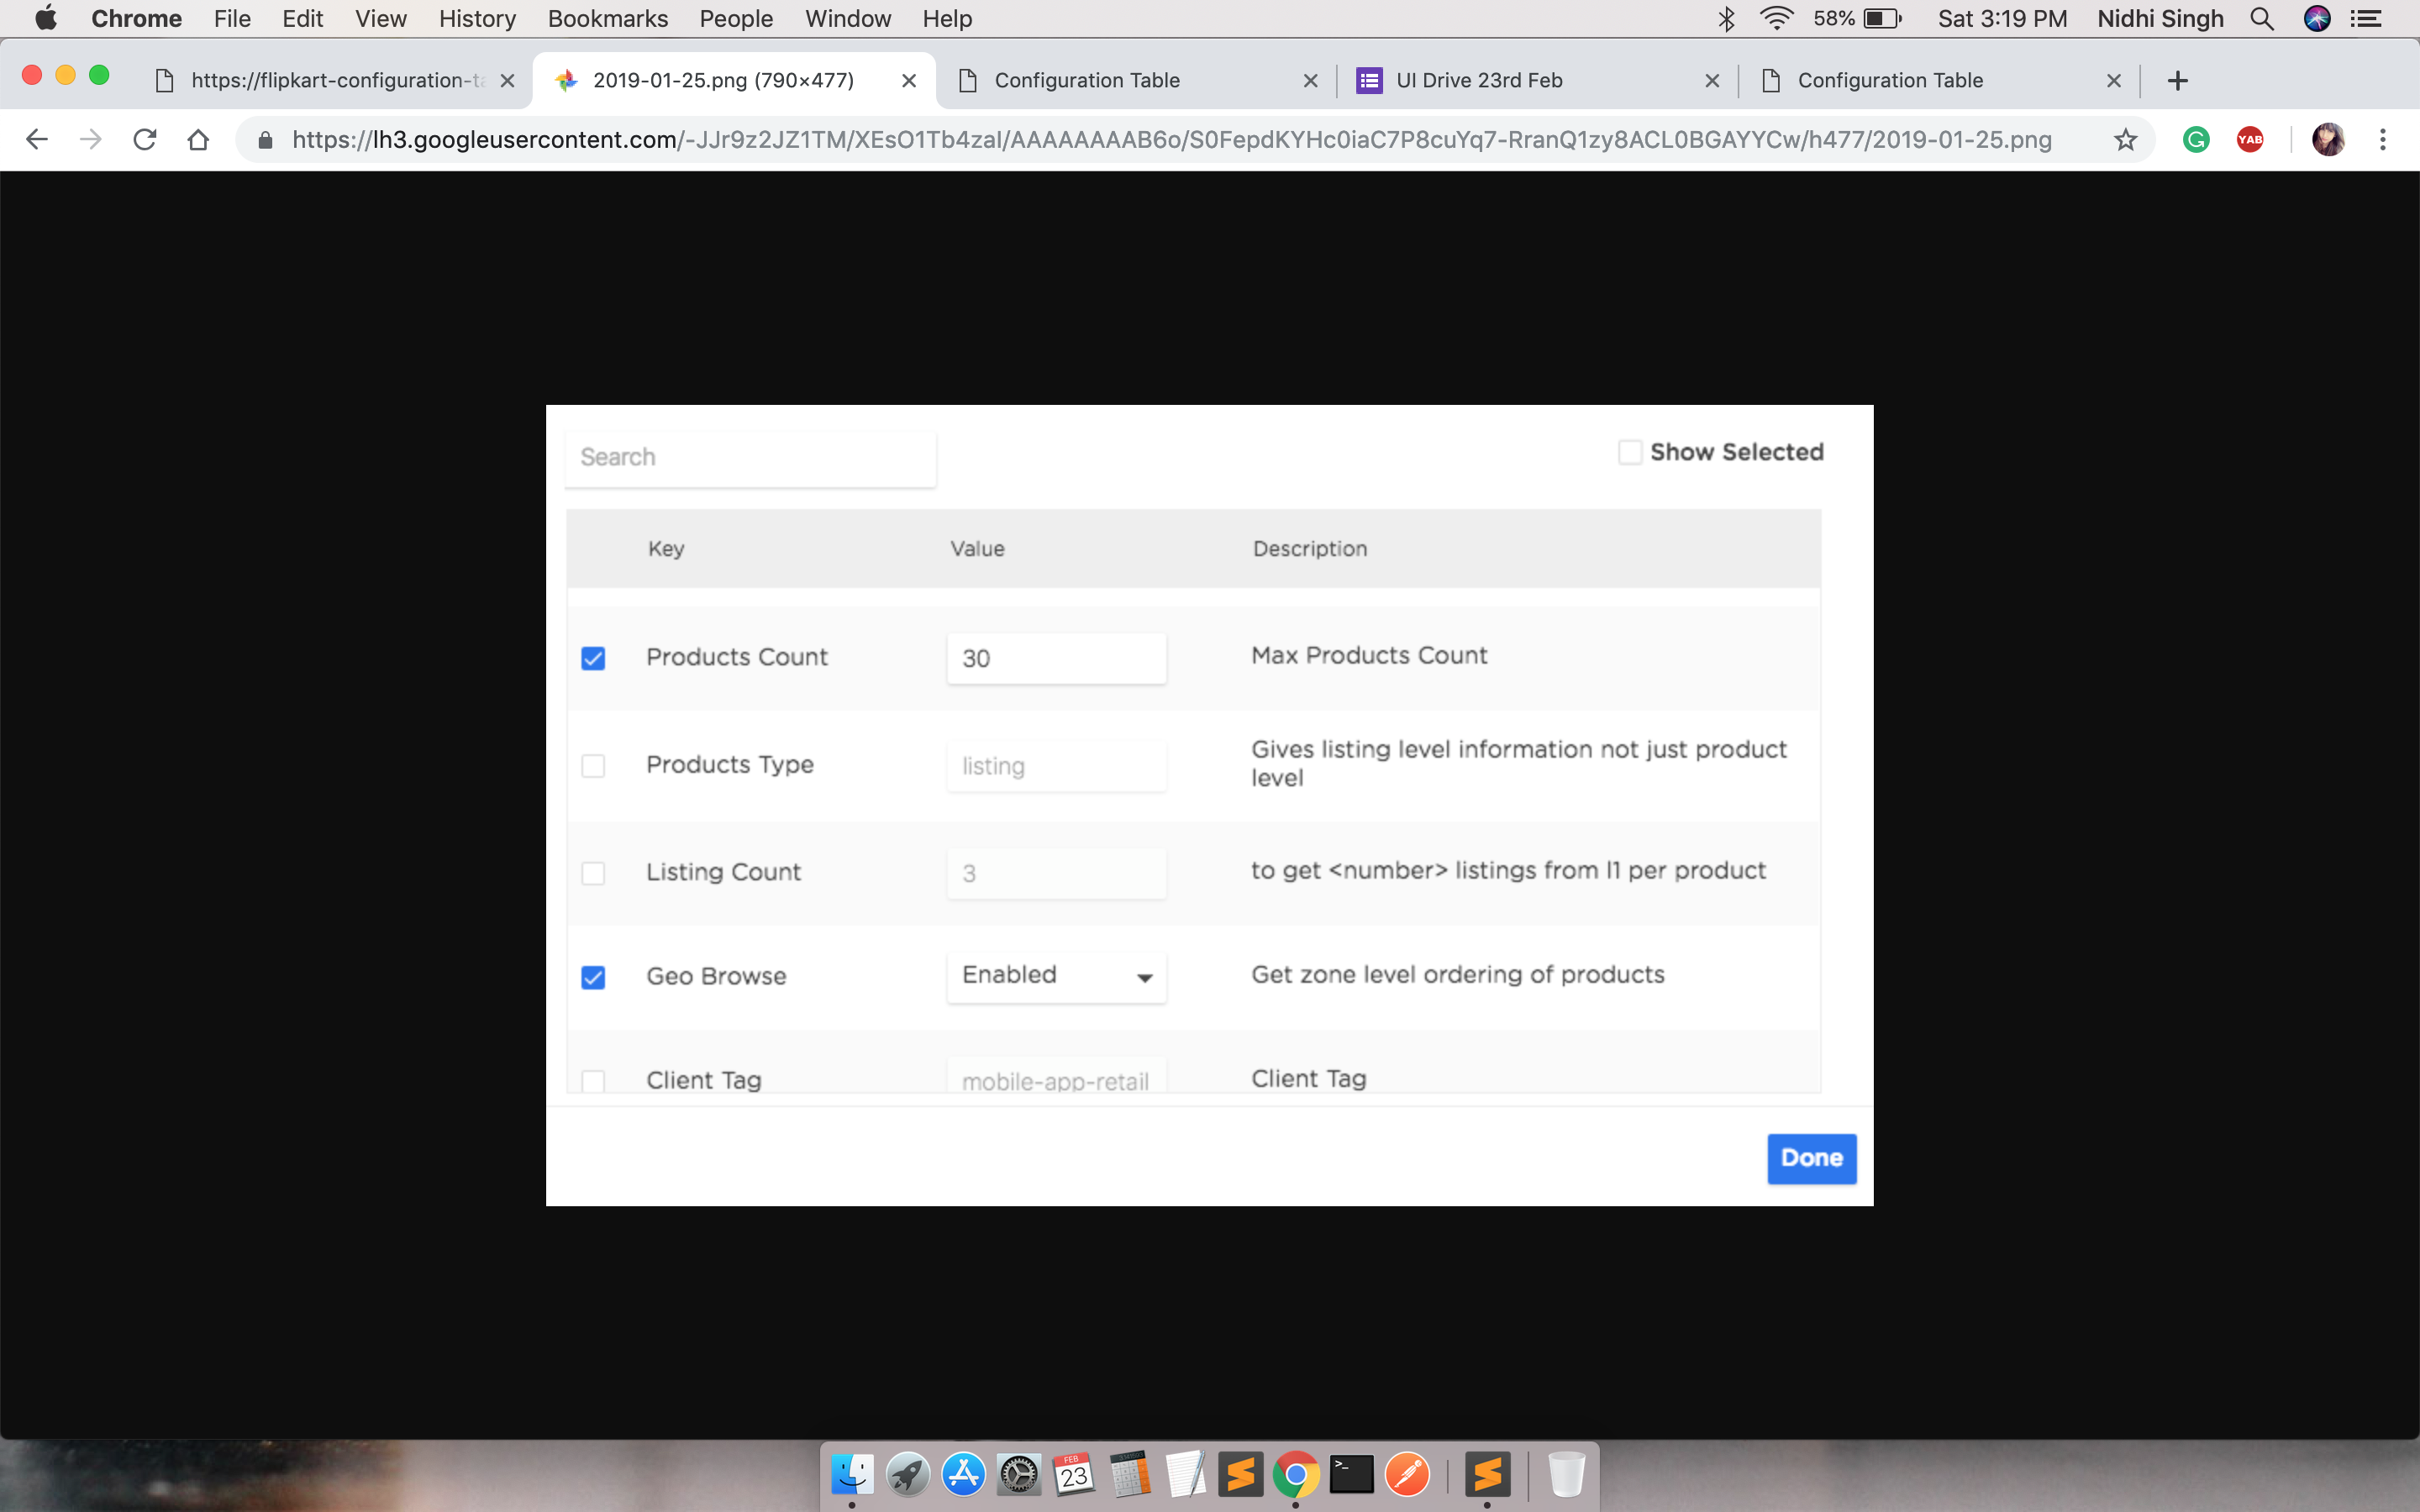 Chrome File Edit View History Bookmarks People Window Help 58% Sat 3:19 PM Nidhi Singh
https://flipkart-configuration-ta 2019-01-25.png (790×477) Configuration Table UI Drive 23rd Feb Configuration Table
https://lh3.googleusercontent.com/-JJr9z2JZ1TM/XEsO1Tb4zaI/AAAAAAAAB6o/S0FepdKYHc0iaC7P8cuYq7-RranQ1zy8ACL0BGAYYCw/h477/2019-01-25.png YAB
Search Show Selected
Key Value Description
Products Count 30 Max Products Count
Products Type listing Gives listing level information not just product
level
Listing Count 3 to get <number> listings from l1 per product
Geo Browse Enabled Get zone level ordering of products
Client Tag mobile-app-retail Client Tag
Done
FEB
23